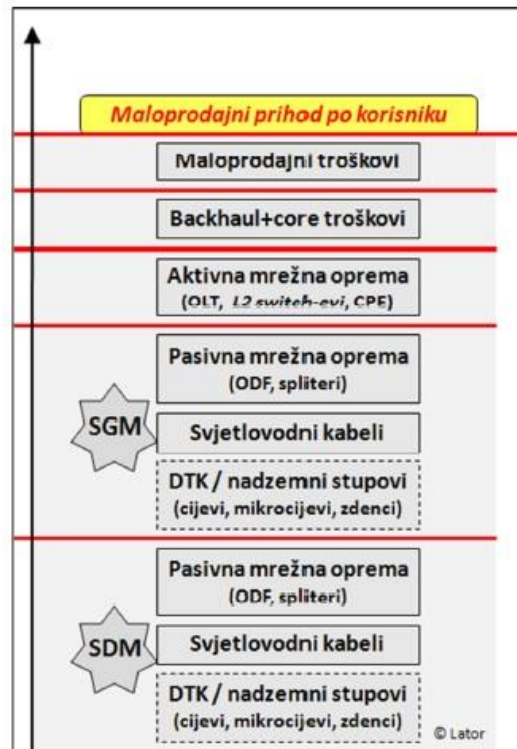 Maloprodajni prihod po korisniku
Maloprodajni troškovi
Backhaul+core troškovi
Aktivna mrežna oprema
(OLT, L2 switch-evi, CPE)
Pasivna mrežna oprema
(ODF, spliteri)
SGM
Svjetlovodni kabeli
DTK / nadzemni stupovi
(cijevi, mikrocijevi, zdenci)
Pasivna mrežna oprema
(ODF, spliteri)
SDM
Svjetlovodni kabeli
DTK / nadzemni stupovi
(cijevi, mikrocijevi, zdenci)
© Lator